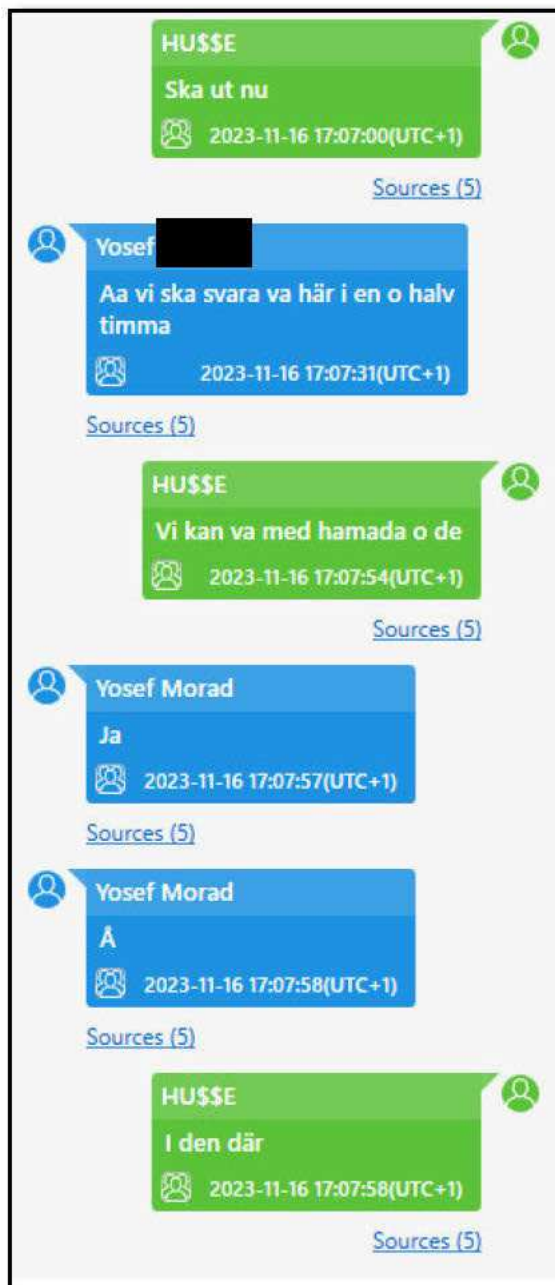 HU$$E
Ska ut nu
2023-11-16 17:07:00(UTC+1)
Sources (5)
Yosef
Aa vi ska svara va här i en o halv
timma
2023-11-16 17:07:31(UTC+1)
Sources (5)
HU$$E
Vi kan va med hamada o de
2023-11-16 17:07:54(UTC+1)
Sources (5)
Yosef Morad
Ja
2023-11-16 17:07:57(UTC+1)
Sources (5)
Yosef Morad
Å
2023-11-16 17:07:58(UTC+1)
Sources (5)
HU$$E
I den där
2023-11-16 17:07:58(UTC+1)
Sources (5)